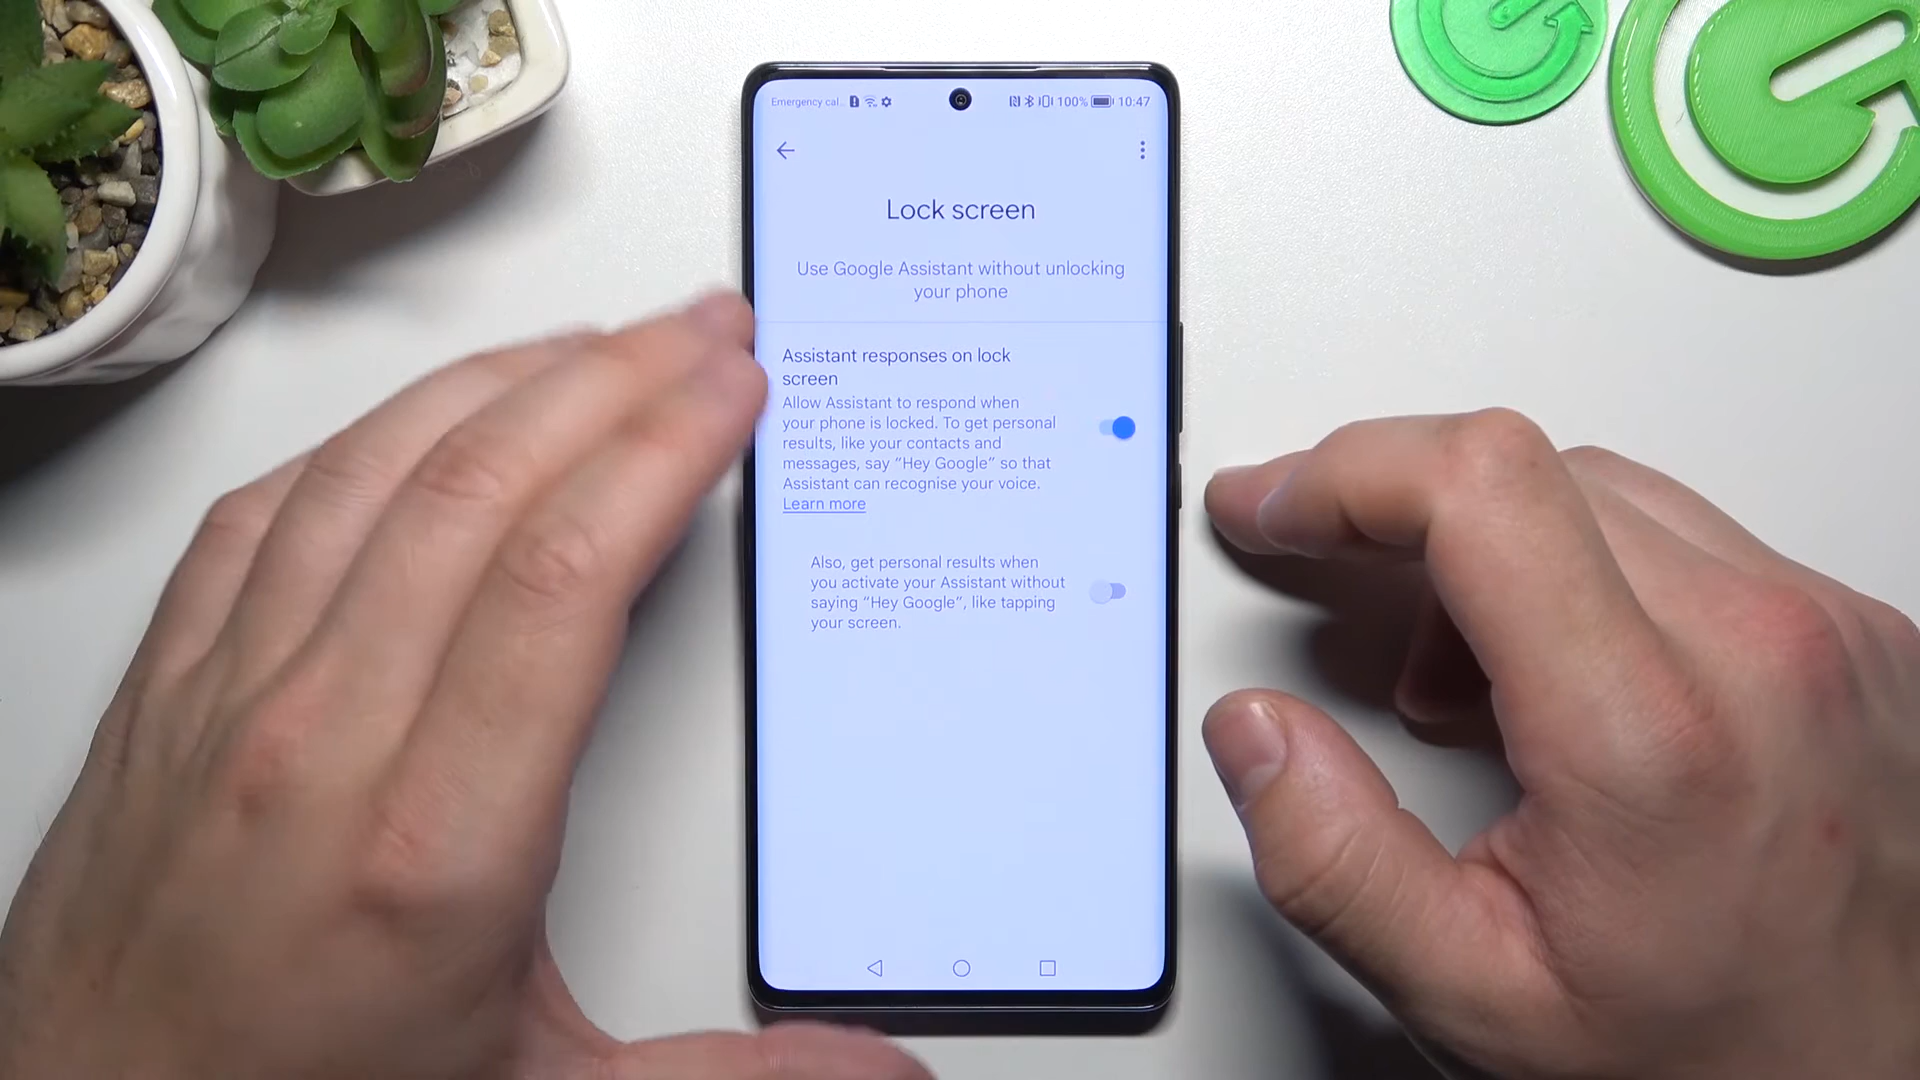 Emergency cal... 100% 10:47
Lock screen
Use Google Assistant without unlocking
your phone
Assistant responses on lock
screen
Allow Assistant to respond when
your phone is locked. To get personal
results, like your contacts and
messages, say “Hey Google” so that
Assistant can recognise your voice.
Learn more
Also, get personal results when
you activate your Assistant without
saying “Hey Google”, like tapping
your screen.